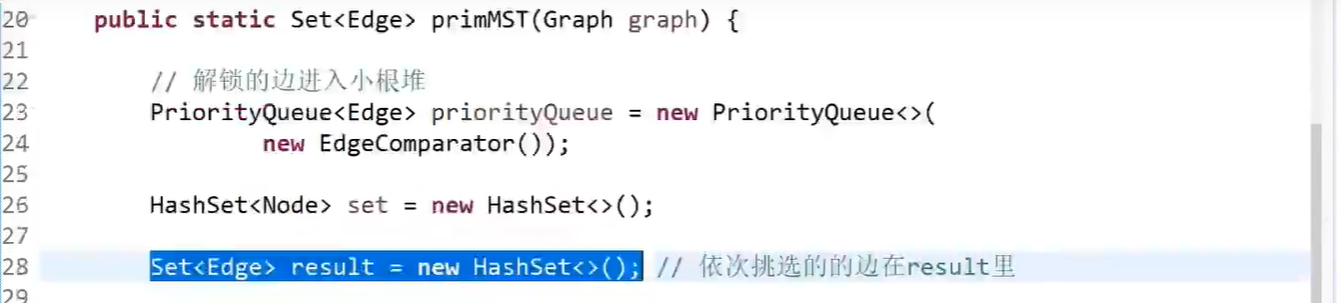 20 public static Set<Edge> primMST(Graph graph) {
21
22 // 解锁的边进入小根堆
23 PriorityQueue<Edge> priorityQueue = new PriorityQueue<>(
24 new EdgeComparator());
25
26 HashSet<Node> set = new HashSet<>();
27
28 Set<Edge> result = new HashSet<>(); // 依次挑选的的边在result里
29